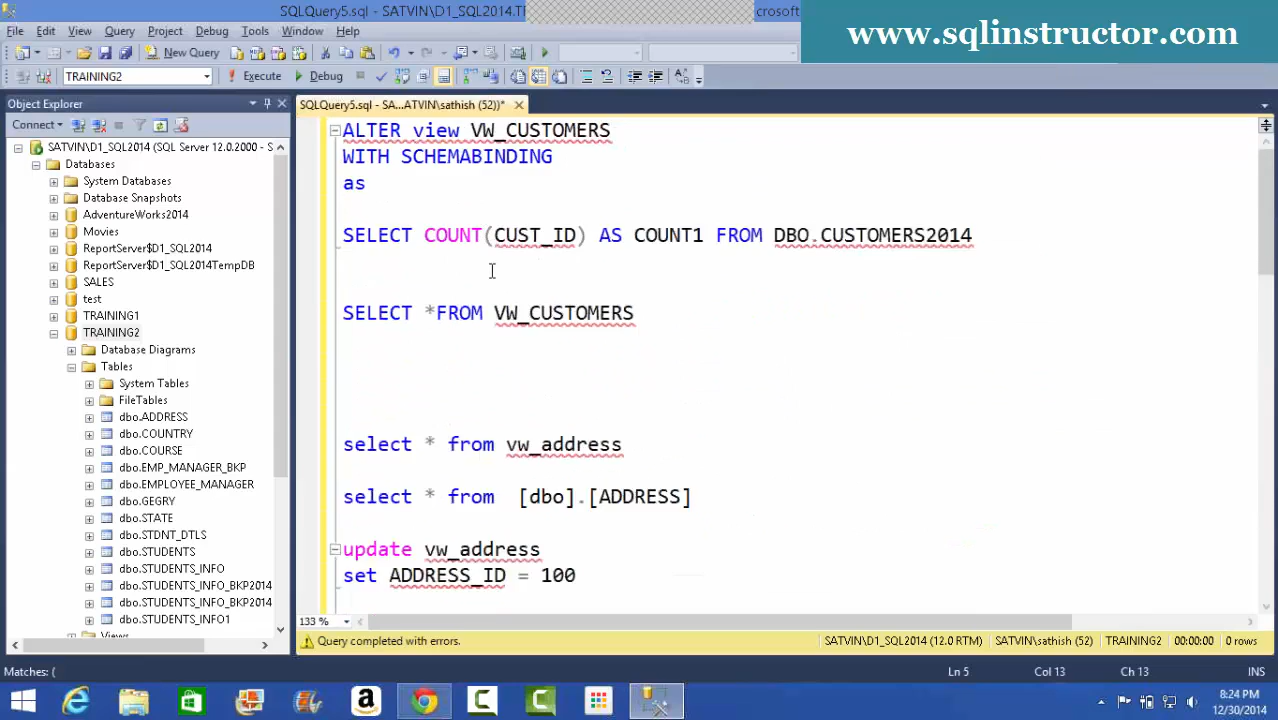 SQLQuery5.sql - SATVIN\D1_SQL2014.TR
crosoft
www.sqlinstructor.com
File Edit View Query Project Debug Tools Window Help
New Query
TRAINING2 Execute Debug
Object Explorer
SQLQuery5.sql - SA...ATVIN\sathish (52))*
Connect
SATVIN\D1_SQL2014 (SQL Server 12.0.2000 - S
Databases
System Databases
Database Snapshots
AdventureWorks2014
Movies
ReportServer$D1_SQL2014
ReportServer$D1_SQL2014TempDB
SALES
test
TRAINING1
TRAINING2
Database Diagrams
Tables
System Tables
FileTables
dbo.ADDRESS
dbo.COUNTRY
dbo.COURSE
dbo.EMP_MANAGER_BKP
dbo.EMPLOYEE_MANAGER
dbo.GEGRY
dbo.STATE
dbo.STDNT_DTLS
dbo.STUDENTS
dbo.STUDENTS_INFO
dbo.STUDENTS_INFO_BKP2014
dbo.STUDENTS_INFO_BKP2014
dbo.STUDENTS_INFO1
Views
ALTER view VW_CUSTOMERS
WITH SCHEMABINDING
as
SELECT COUNT(CUST_ID) AS COUNT1 FROM DBO.CUSTOMERS2014
SELECT *FROM VW_CUSTOMERS
select * from vw_address
select * from [dbo].[ADDRESS]
update vw_address
set ADDRESS_ID = 100
133 %
Query completed with errors. SATVIN\D1_SQL2014 (12.0 RTM) SATVIN\sathish (52) TRAINING2 00:00:00 0 rows
Matches: ( Ln 5 Col 13 Ch 13 INS
8:24 PM
12/30/2014